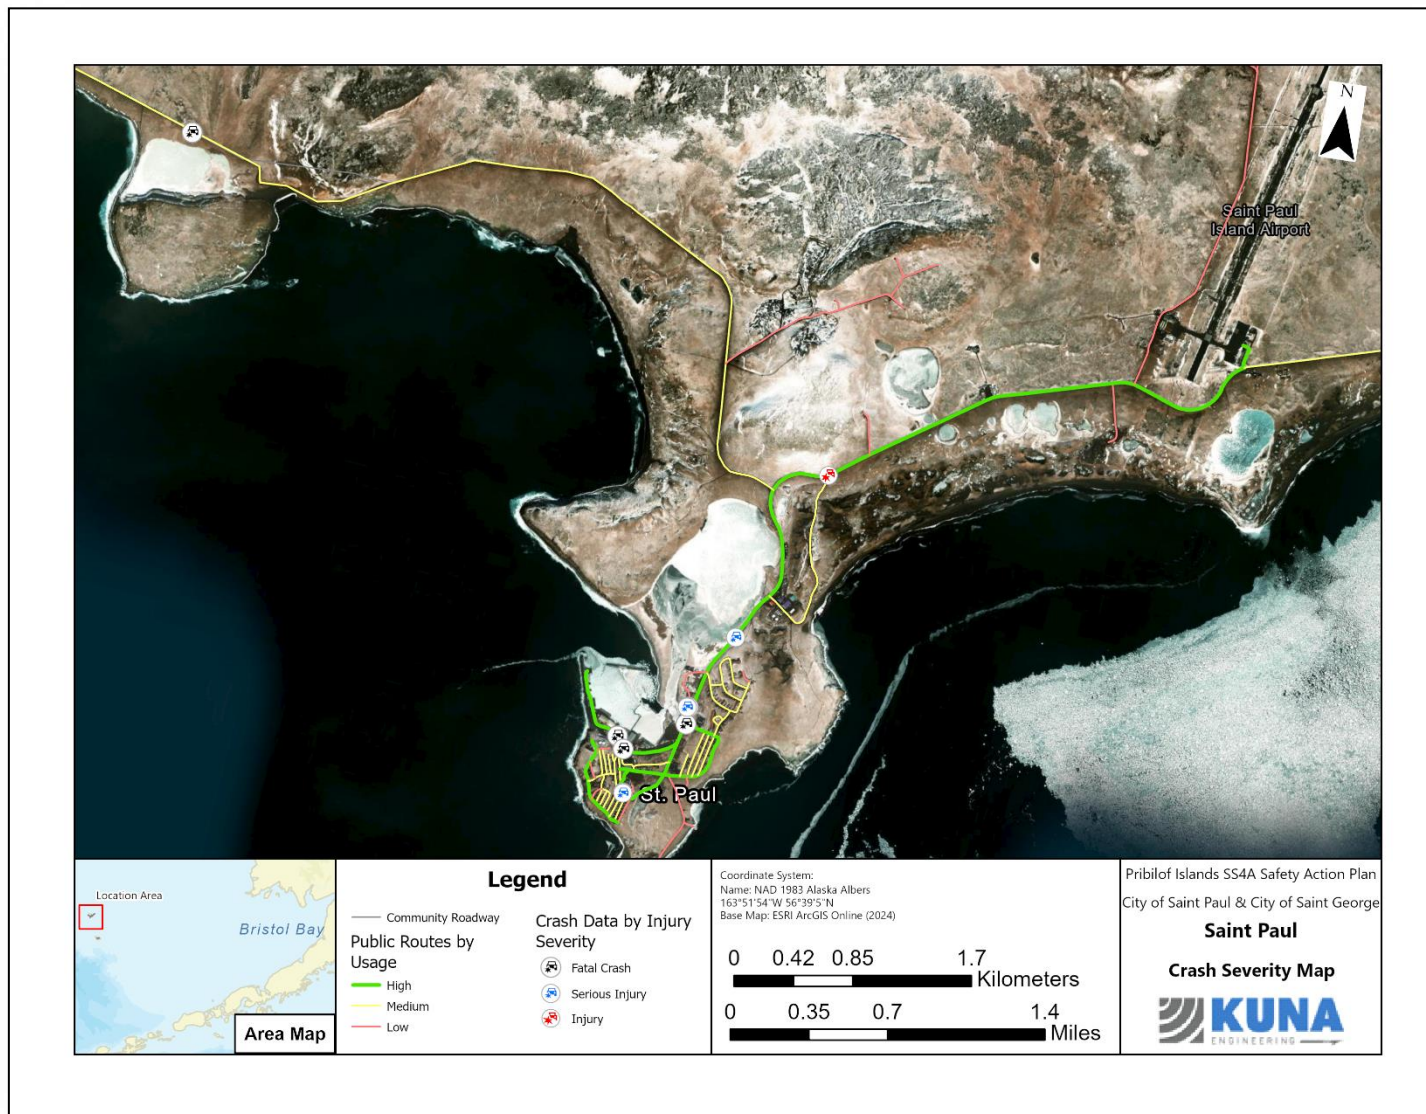 N
Saint Paul
Island Airport
St. Paul
Location Area
Bristol Bay
Area Map
Legend
Community Roadway
Public Routes by
Usage
High
Medium
Low
Crash Data by Injury
Severity
Fatal Crash
Serious Injury
Injury
Coordinate System:
Name: NAD 1983 Alaska Albers
163°51'54"W 56°39'5"N
Base Map: ESRI ArcGIS Online (2024)
0 0.42 0.85 1.7
Kilometers
0 0.35 0.7 1.4
Miles
Pribilof Islands SS4A Safety Action Plan
City of Saint Paul & City of Saint George
Saint Paul
Crash Severity Map
KUNA
ENGINEERING